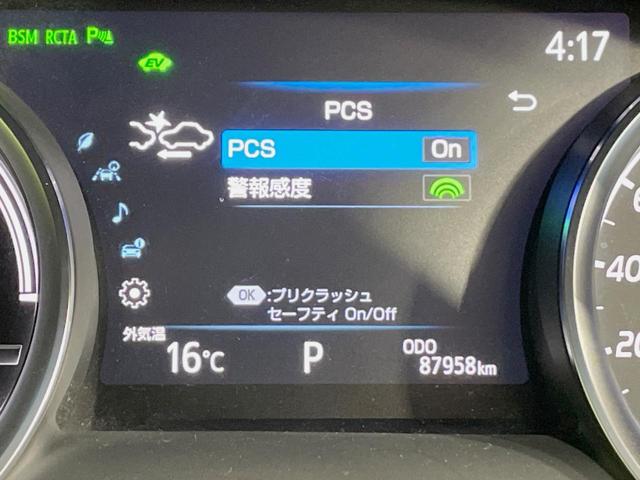 BSM RCTA P
4:17
EV
PCS
PCS On
警報感度
OK :プリクラッシュ
セーフティ On/Off
外気温
16℃ P ODO
87958km
40
20